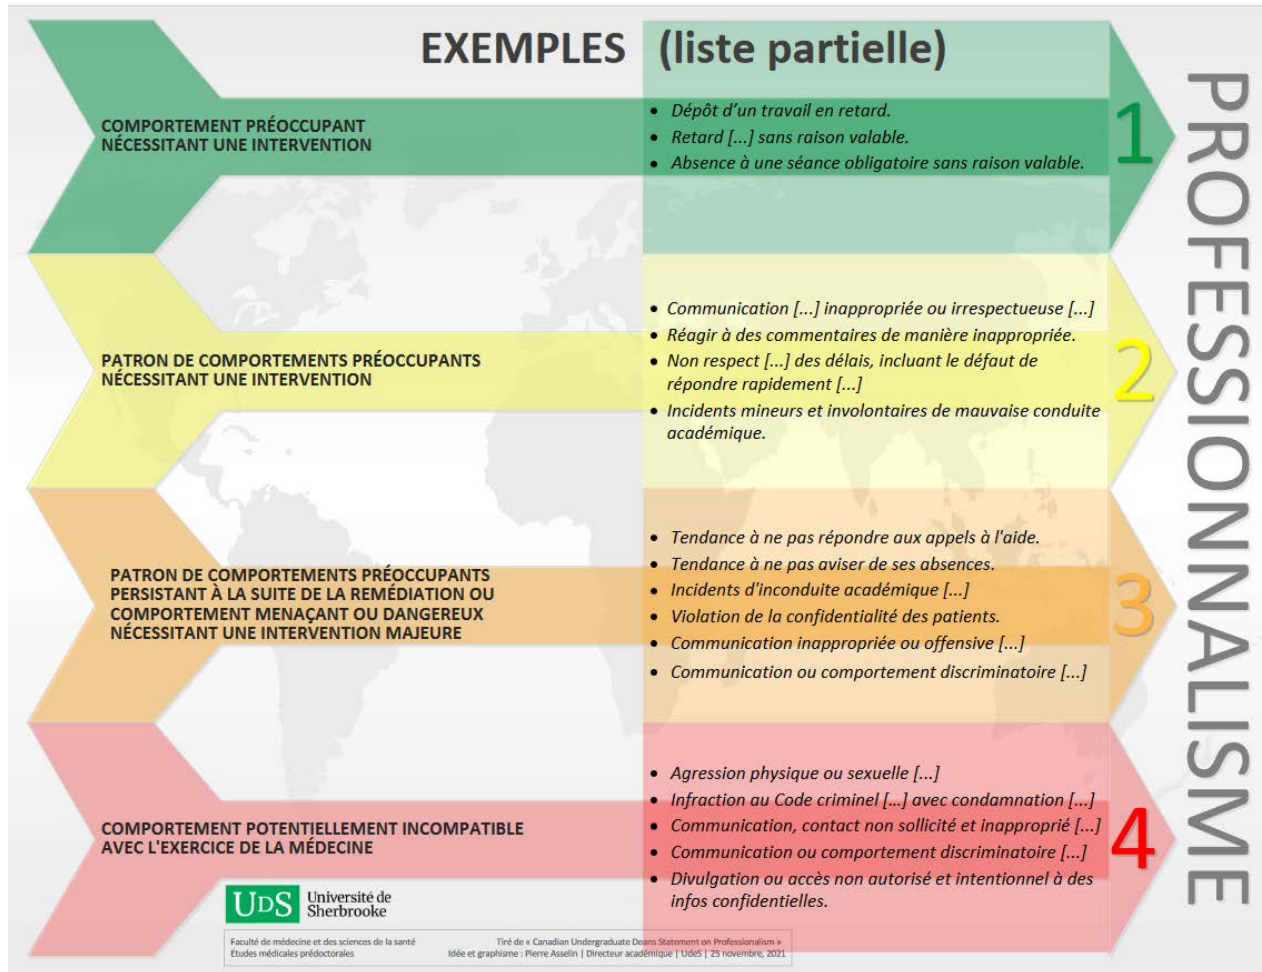 EXEMPLES (liste partielle)
COMPORTEMENT PRÉOCCUPANT
NÉCESSITANT UNE INTERVENTION
• Dépôt d'un travail en retard.
• Retard [...] sans raison valable.
• Absence à une séance obligatoire sans raison valable.
1
PATRON DE COMPORTEMENTS PRÉOCCUPANTS
NÉCESSITANT UNE INTERVENTION
• Communication [...] inappropriée ou irrespectueuse [...]
• Réagir à des commentaires de manière inappropriée.
• Non respect [...] des délais, incluant le défaut de
répondre rapidement [...]
• Incidents mineurs et involontaires de mauvaise conduite
académique.
2
PATRON DE COMPORTEMENTS PRÉOCCUPANTS
PERSISTANT À LA SUITE DE LA REMÉDIATION OU
COMPORTEMENT MENAÇANT OU DANGEREUX
NÉCESSITANT UNE INTERVENTION MAJEURE
• Tendance à ne pas répondre aux appels à l'aide.
• Tendance à ne pas aviser de ses absences.
• Incidents d'inconduite académique [...]
• Violation de la confidentialité des patients.
• Communication inappropriée ou offensive [...]
• Communication ou comportement discriminatoire [...]
3
COMPORTEMENT POTENTIELLEMENT INCOMPATIBLE
AVEC L'EXERCICE DE LA MÉDECINE
• Agression physique ou sexuelle [...]
• Infraction au Code criminel [...] avec condamnation [...]
• Communication, contact non sollicité et inapproprié [...]
• Communication ou comportement discriminatoire [...]
• Divulgation ou accès non autorisé et intentionnel à des
infos confidentielles.
4
PROFESSIONNALISME
UDS Université de
Sherbrooke
Faculté de médecine et des sciences de la santé
Études médicales prédoctorales
Tiré de « Canadian Undergraduate Deans Statement on Professionalism »
Idée et graphisme : Pierre Asselin | Directeur académique | UdeS | 25 novembre, 2021